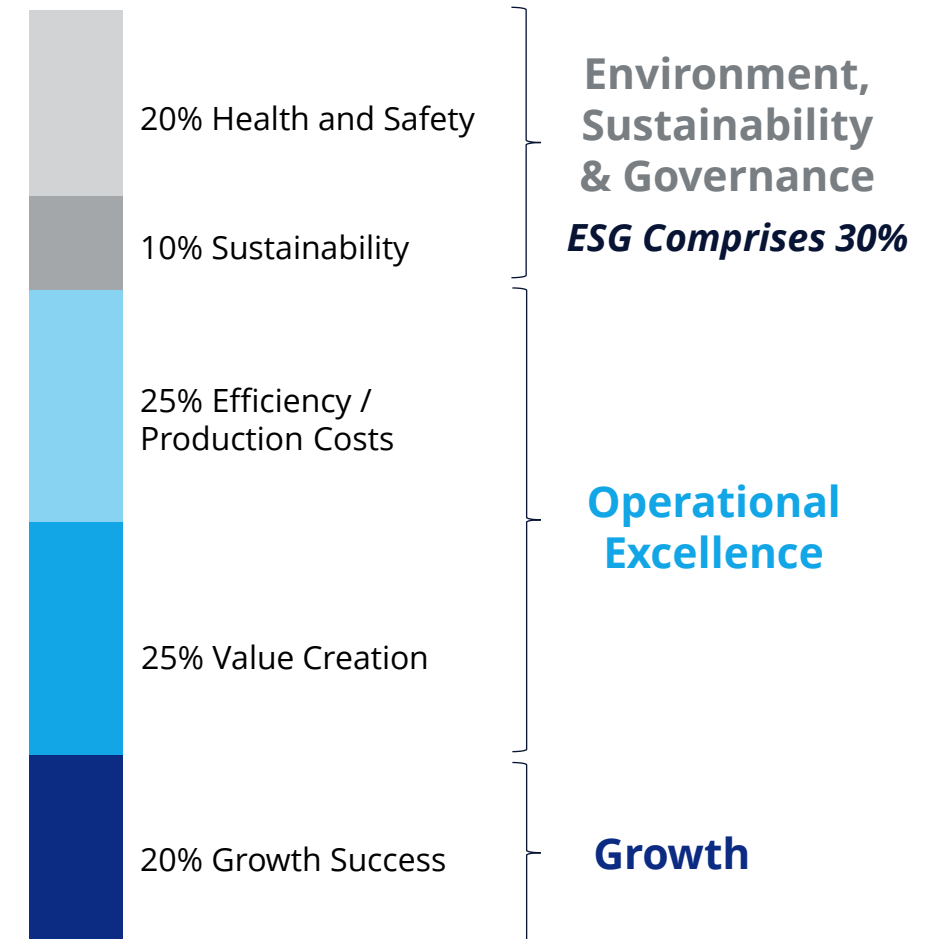 20% Health and Safety
10% Sustainability
Environment,
Sustainability
& Governance
ESG Comprises 30%
25% Efficiency /
Production Costs
25% Value Creation
Operational
Excellence
20% Growth Success
Growth